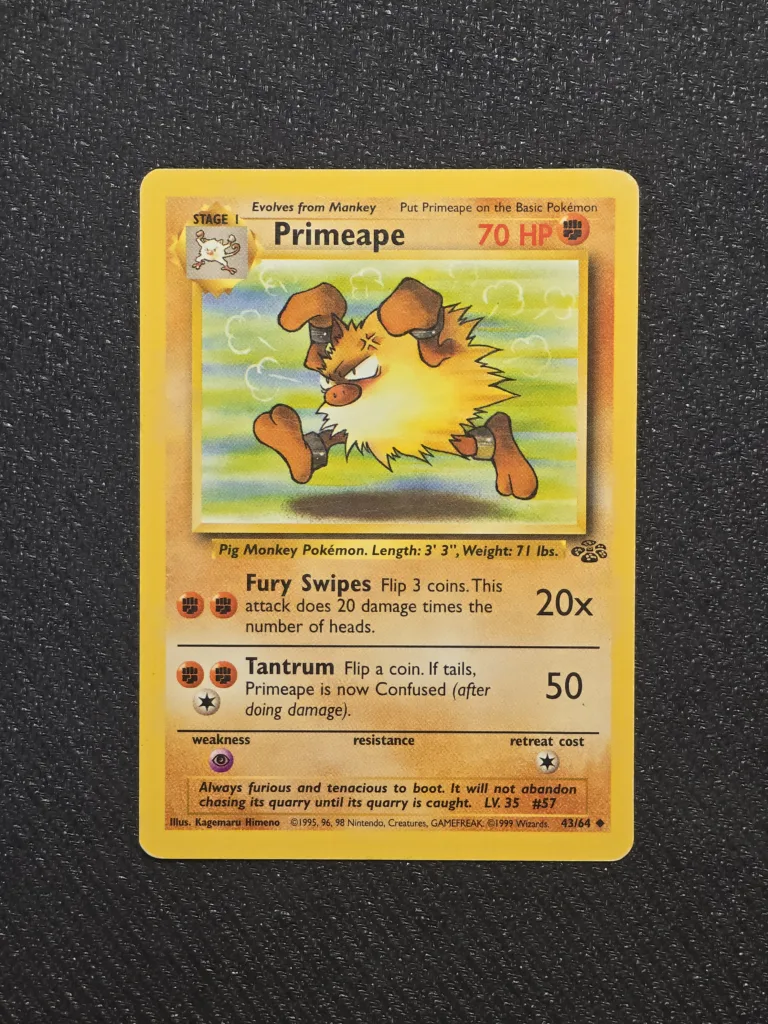 Evolves from Mankey Put Primeape on the Basic Pokémon
STAGE 1
Primeape 70 HP
Pig Monkey Pokémon. Length: 3' 3", Weight: 71 lbs.
Fury Swipes Flip 3 coins. This
attack does 20 damage times the
number of heads.
20x
Tantrum Flip a coin. If tails,
Primeape is now Confused (after
doing damage).
50
weakness resistance retreat cost
Always furious and tenacious to boot. It will not abandon
chasing its quarry until its quarry is caught. LV. 35 #57
Illus. Kagemaru Himeno ©1995, 96, 98 Nintendo, Creatures, GAMEFREAK. ©1999 Wizards. 43/64